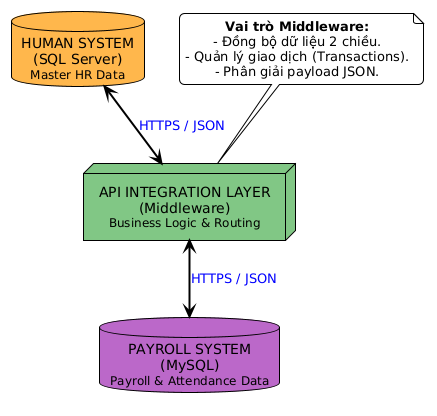 HUMAN SYSTEM
(SQL Server)
Master HR Data
Vai trò Middleware:
- Đồng bộ dữ liệu 2 chiều.
- Quản lý giao dịch (Transactions).
- Phân giải payload JSON.
HTTPS / JSON
API INTEGRATION LAYER
(Middleware)
Business Logic & Routing
HTTPS / JSON
PAYROLL SYSTEM
(MySQL)
Payroll & Attendance Data